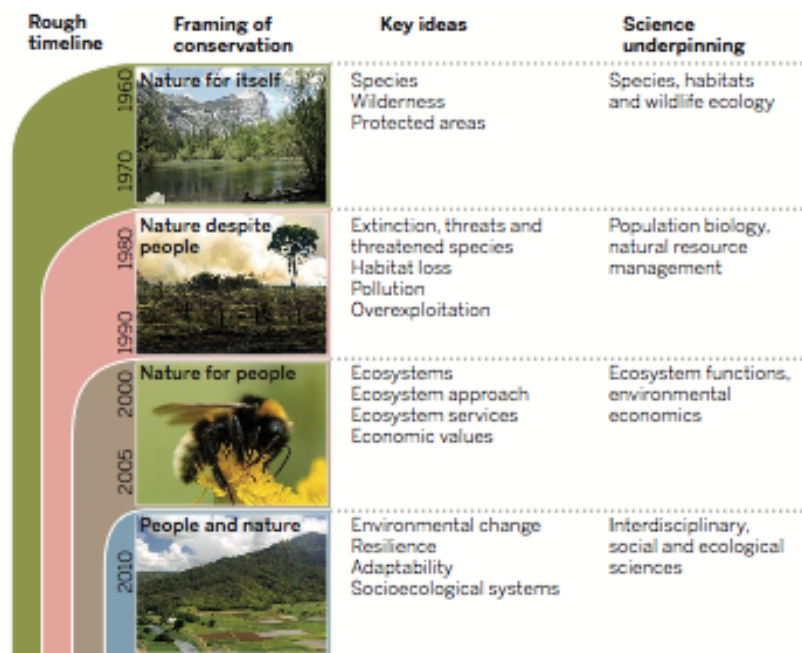 Rough
timeline
Framing of
conservation
Key ideas
Science
underpinning
1960
1970
Nature for itself
Species
Wilderness
Protected areas
Species, habitats
and wildlife ecology
1980
1990
Nature despite
people
Extinction, threats and
threatened species
Habitat loss
Pollution
Overexploitation
Population biology,
natural resource
management
2000
2005
Nature for people
Ecosystems
Ecosystem approach
Ecosystem services
Economic values
Ecosystem functions,
environmental
economics
2010
People and nature
Environmental change
Resilience
Adaptability
Socioecological systems
Interdisciplinary,
social and ecological
sciences